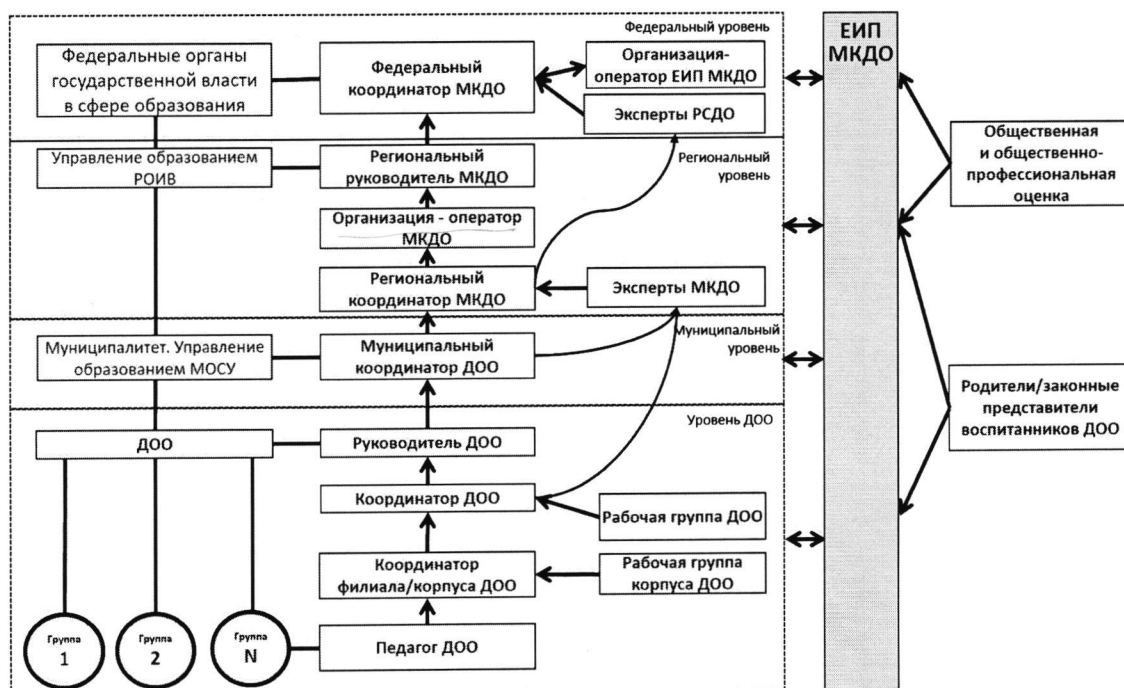 Федеральный уровень
ЕИП
МКДО
Федеральные органы
государственной власти
в сфере образования
Федеральный
координатор МКДО
Организация-
оператор ЕИП МКДО
Эксперты РСДО
Общественная
и общественно-
профессиональная
оценка
Управление образованием
РОИВ
Региональный
руководитель МКДО
Региональный
уровень
Организация - оператор
МКДО
Региональный
координатор МКДО
Эксперты МКДО
Муниципалитет. Управление
образованием МОСУ
Муниципальный
координатор ДОО
Муниципальный
уровень
Родители/законные
представители
воспитанников ДОО
Уровень ДОО
ДОО
Руководитель ДОО
Координатор ДОО
Рабочая группа ДОО
Координатор
филиала/корпуса ДОО
Рабочая группа
корпуса ДОО
Группа
1
Группа
2
Группа
N
Педагог ДОО